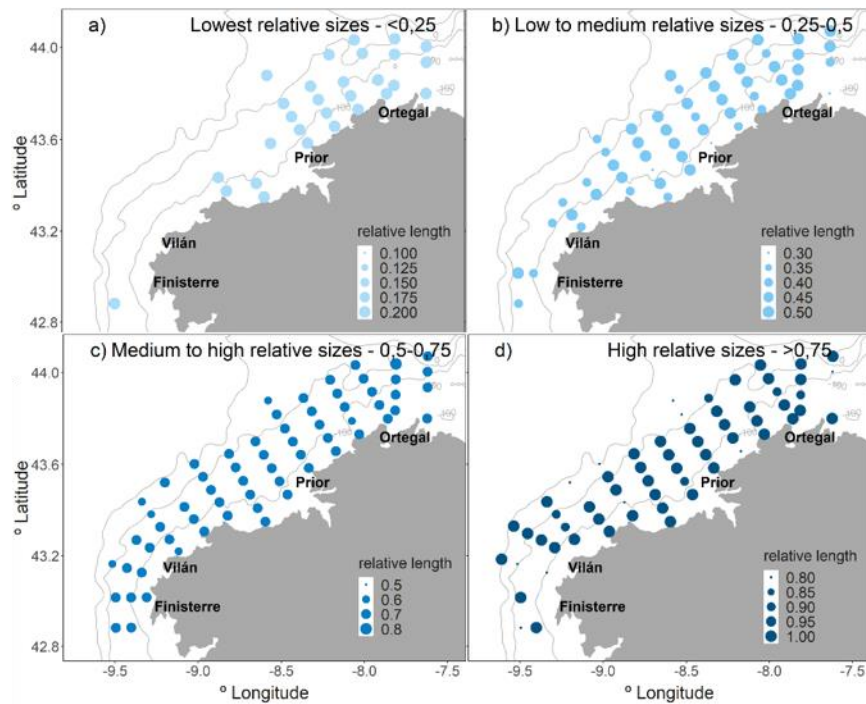 a) Lowest relative sizes - <0,25
b) Low to medium relative sizes - 0,25-0,5
44.0
43.6
43.2
42.8
º Latitude
Ortegal
Prior
Vilán
Finisterre
100
relative length
0.100
0.125
0.150
0.175
0.200
Ortegal
Prior
Vilán
Finisterre
100
relative length
0.30
0.35
0.40
0.45
0.50
c) Medium to high relative sizes - 0,5-0,75
d) High relative sizes - >0,75
44.0
43.6
43.2
42.8
º Latitude
Ortegal
Prior
Vilán
Finisterre
100
relative length
0.5
0.6
0.7
0.8
Ortegal
Prior
Vilán
Finisterre
100
relative length
0.80
0.85
0.90
0.95
1.00
-9.5 -9.0 -8.5 -8.0 -7.5
-9.5 -9.0 -8.5 -8.0 -7.5
º Longitude
º Longitude